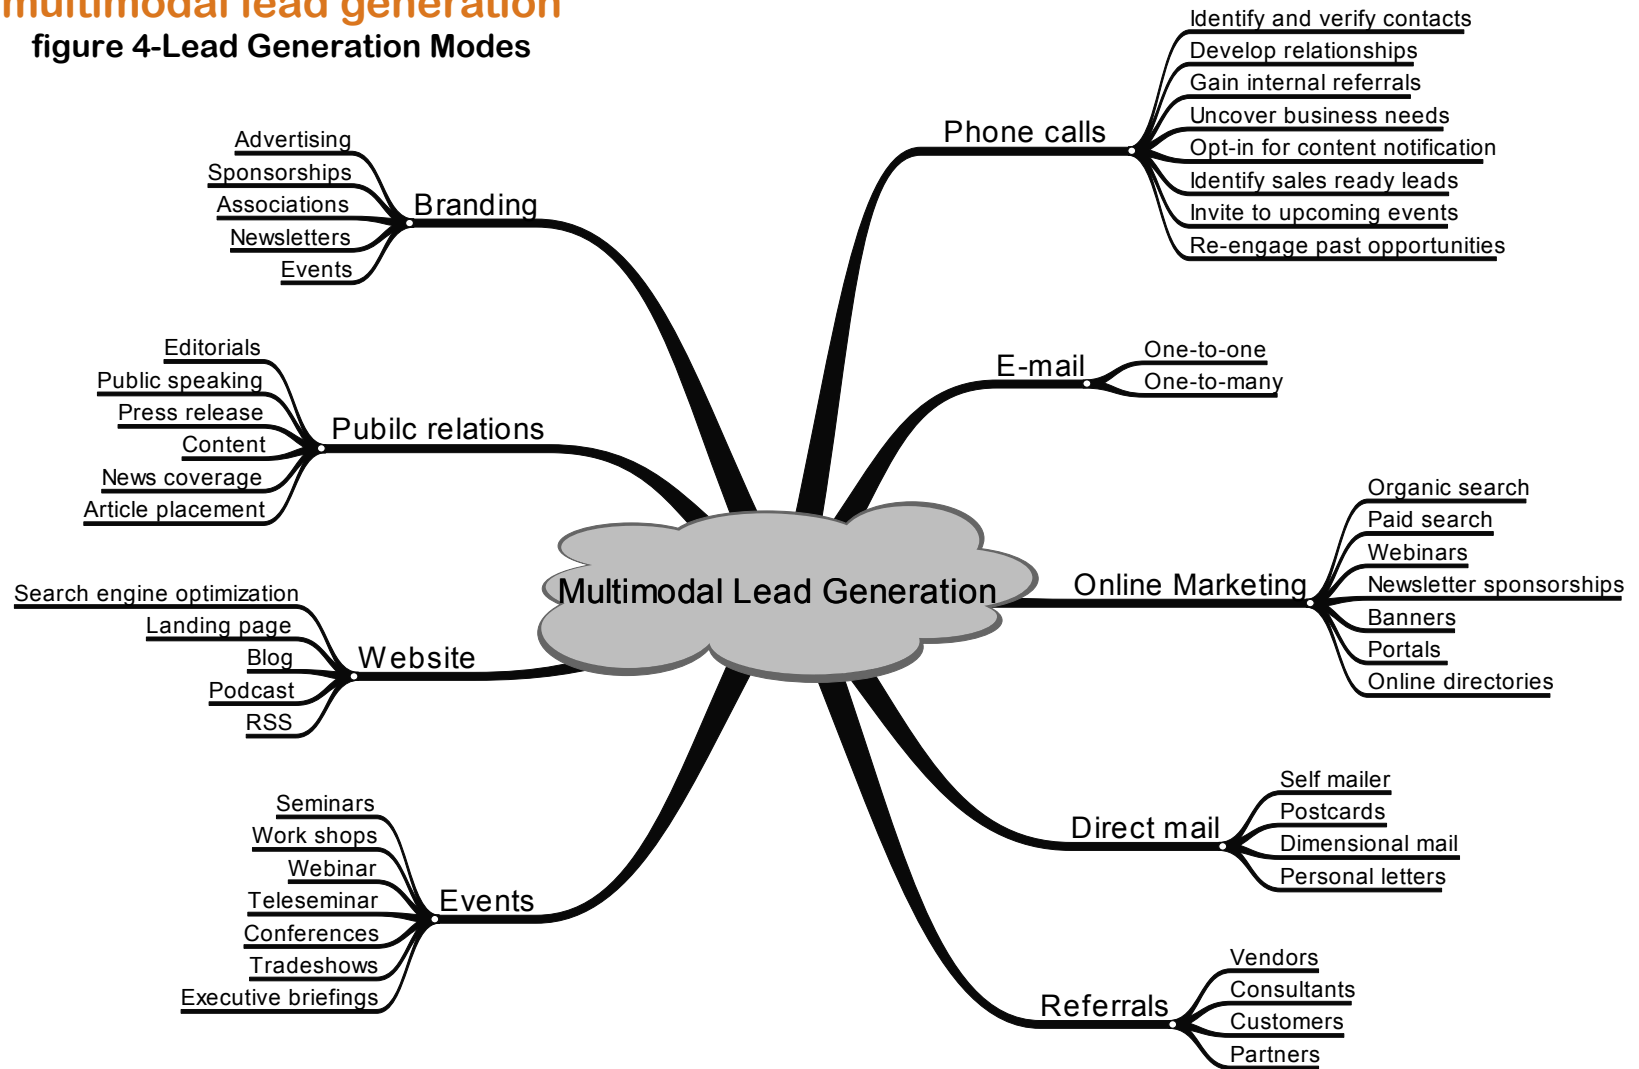 multimodal lead generation
figure 4-Lead Generation Modes
Branding
Advertising
Sponsorships
Associations
Newsletters
Events
Pubilc relations
Editorials
Public speaking
Press release
Content
News coverage
Article placement
Website
Search engine optimization
Landing page
Blog
Podcast
RSS
Events
Seminars
Work shops
Webinar
Teleseminar
Conferences
Tradeshows
Executive briefings
Multimodal Lead Generation
Phone calls
Identify and verify contacts
Develop relationships
Gain internal referrals
Uncover business needs
Opt-in for content notification
Identify sales ready leads
Invite to upcoming events
Re-engage past opportunities
E-mail
One-to-one
One-to-many
Online Marketing
Organic search
Paid search
Webinars
Newsletter sponsorships
Banners
Portals
Online directories
Direct mail
Self mailer
Postcards
Dimensional mail
Personal letters
Referrals
Vendors
Consultants
Customers
Partners